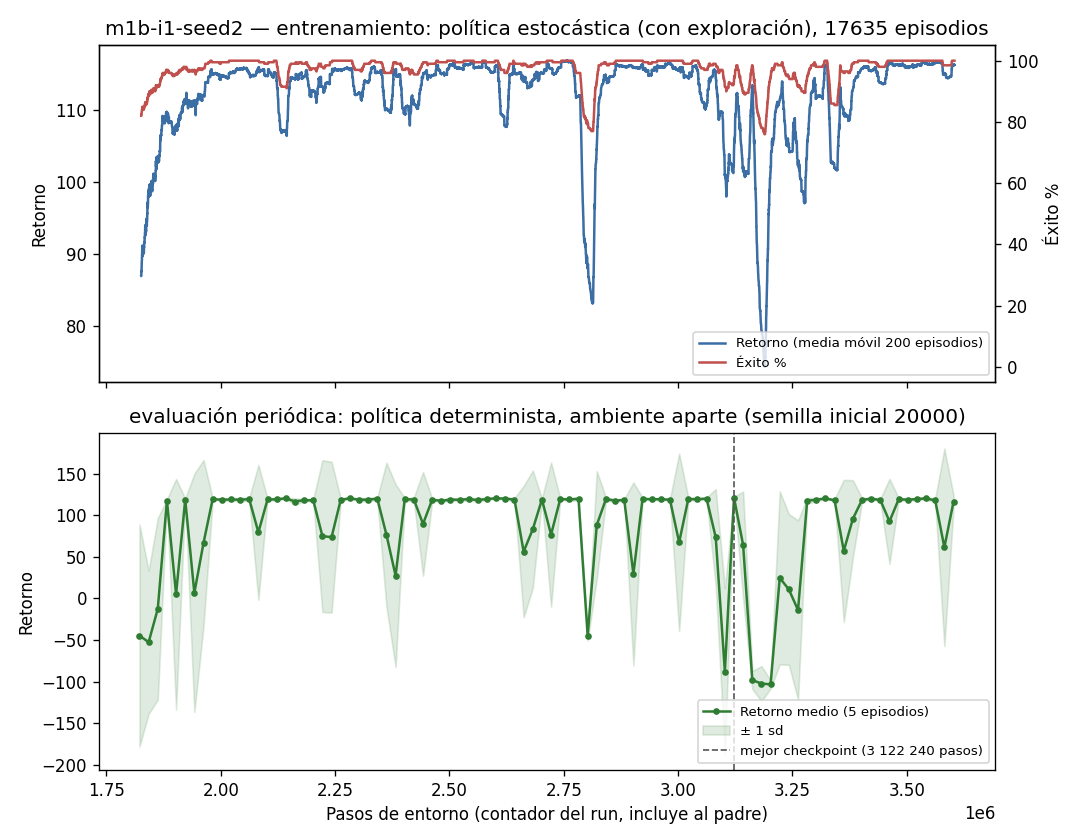 m1b-i1-seed2 — entrenamiento: política estocástica (con exploración), 17635 episodios
110
100
90
80
Retorno
100
80
60
40
20
0
Éxito %
Retorno (media móvil 200 episodios)
Éxito %
evaluación periódica: política determinista, ambiente aparte (semilla inicial 20000)
150
100
50
0
−50
−100
−150
−200
Retorno
Retorno medio (5 episodios)
± 1 sd
mejor checkpoint (3 122 240 pasos)
1.75 2.00 2.25 2.50 2.75 3.00 3.25 3.50
1e6
Pasos de entorno (contador del run, incluye al padre)